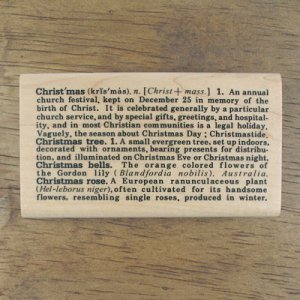 Christ'mas (krĭs'más), n. [Christ + mass.] 1. An annual
church festival, kept on December 25 in memory of the
birth of Christ. It is celebrated generally by a particular
church service, and by special gifts, greetings, and hospital-
ity, and in most Christian communities is a legal holiday.
Vaguely, the season about Christmas Day; Christmastide.
Christmas tree. 1. A small evergreen tree, set up indoors,
decorated with ornaments, bearing presents for distribu-
tion, and illuminated on Christmas Eve or Christmas night.
Christmas bells. The orange colored flowers of
the Gordon lily (Blandfordia nobilis). Australia.
Christmas rose. A European ranunculaceous plant
(Hel-leborus niger), often cultivated for its handsome
flowers, resembling single roses, produced in winter.